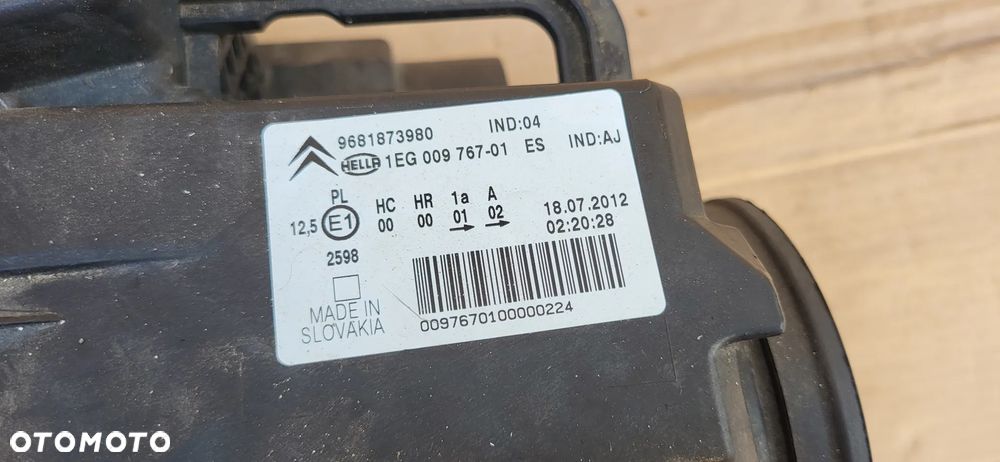 9681873980 IND:04
HELLA 1EG 009 767-01 ES IND:AJ
PL HC HR 1a A
12,5 E1 00 00 01 02 18.07.2012
2598 02:20:28
MADE IN
SLOVAKIA
0097670100000224
OTOMOTO